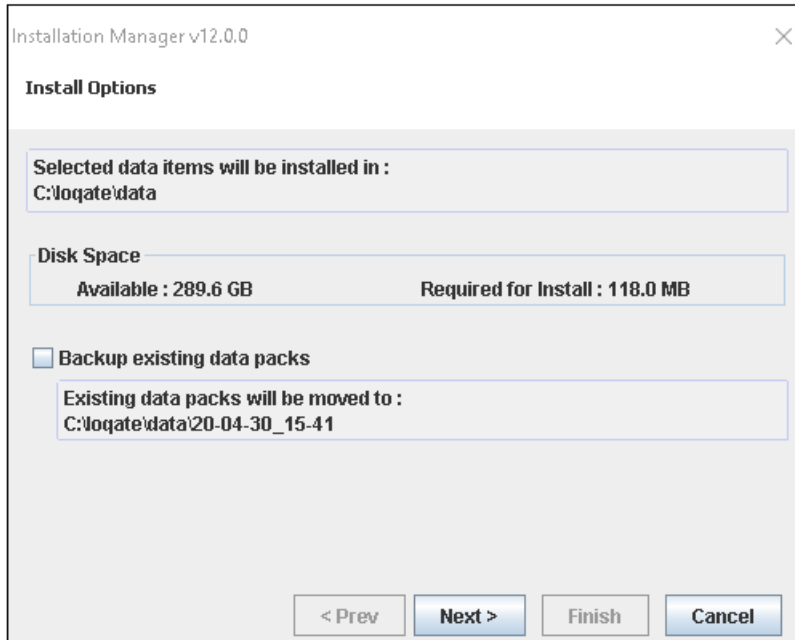 Installation Manager v12.0.0
Install Options
Selected data items will be installed in :
C:\loqate\data
Disk Space
Available : 289.6 GB Required for Install : 118.0 MB
Backup existing data packs
Existing data packs will be moved to :
C:\loqate\data\20-04-30_15-41
< Prev Next > Finish Cancel